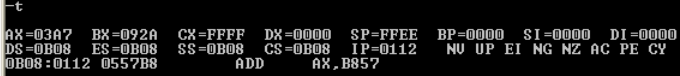 -t
AX=03A7 BX=092A CX=FFFF DX=0000 SP=FFEE BP=0000 SI=0000 DI=0000
DS=0B08 ES=0B08 SS=0B08 CS=0B08 IP=0112 NV UP EI NG NZ AC PE CY
0B08:0112 0557B8 ADD AX,B857